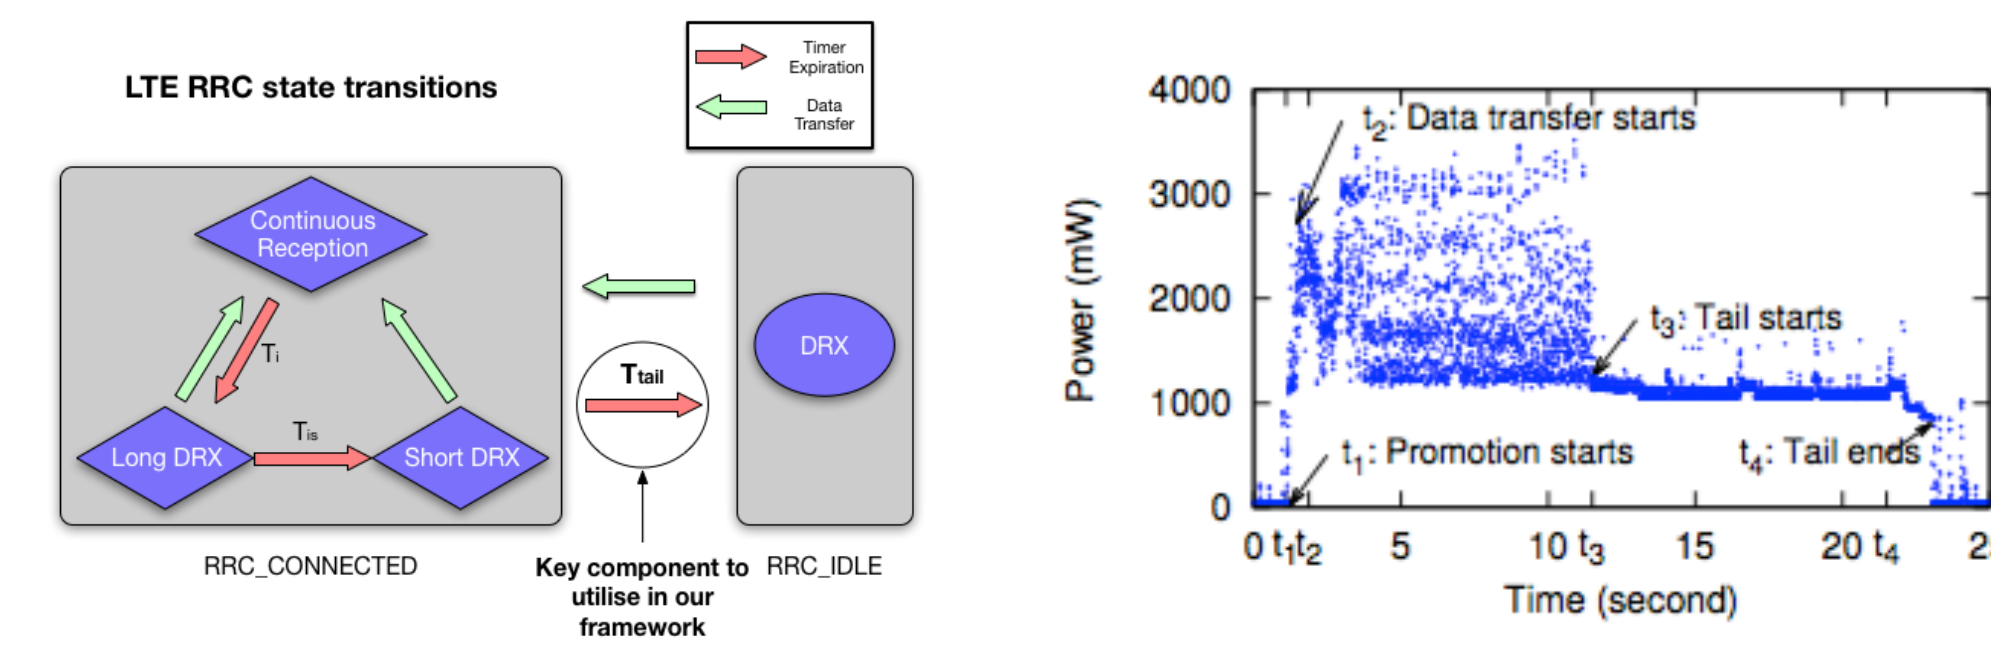 LTE RRC state transitions
Timer
Expiration
Data
Transfer
Continuous
Reception
Ti
Long DRX
Tis
Short DRX
RRC_CONNECTED
Ttail
Key component to
utilise in our
framework
DRX
RRC_IDLE
4000
3000
2000
1000
0
Power (mW)
t2: Data transfer starts
t3: Tail starts
t1: Promotion starts
t4: Tail ends
0 t1t2 5 10 t3 15 20 t4 2
Time (second)